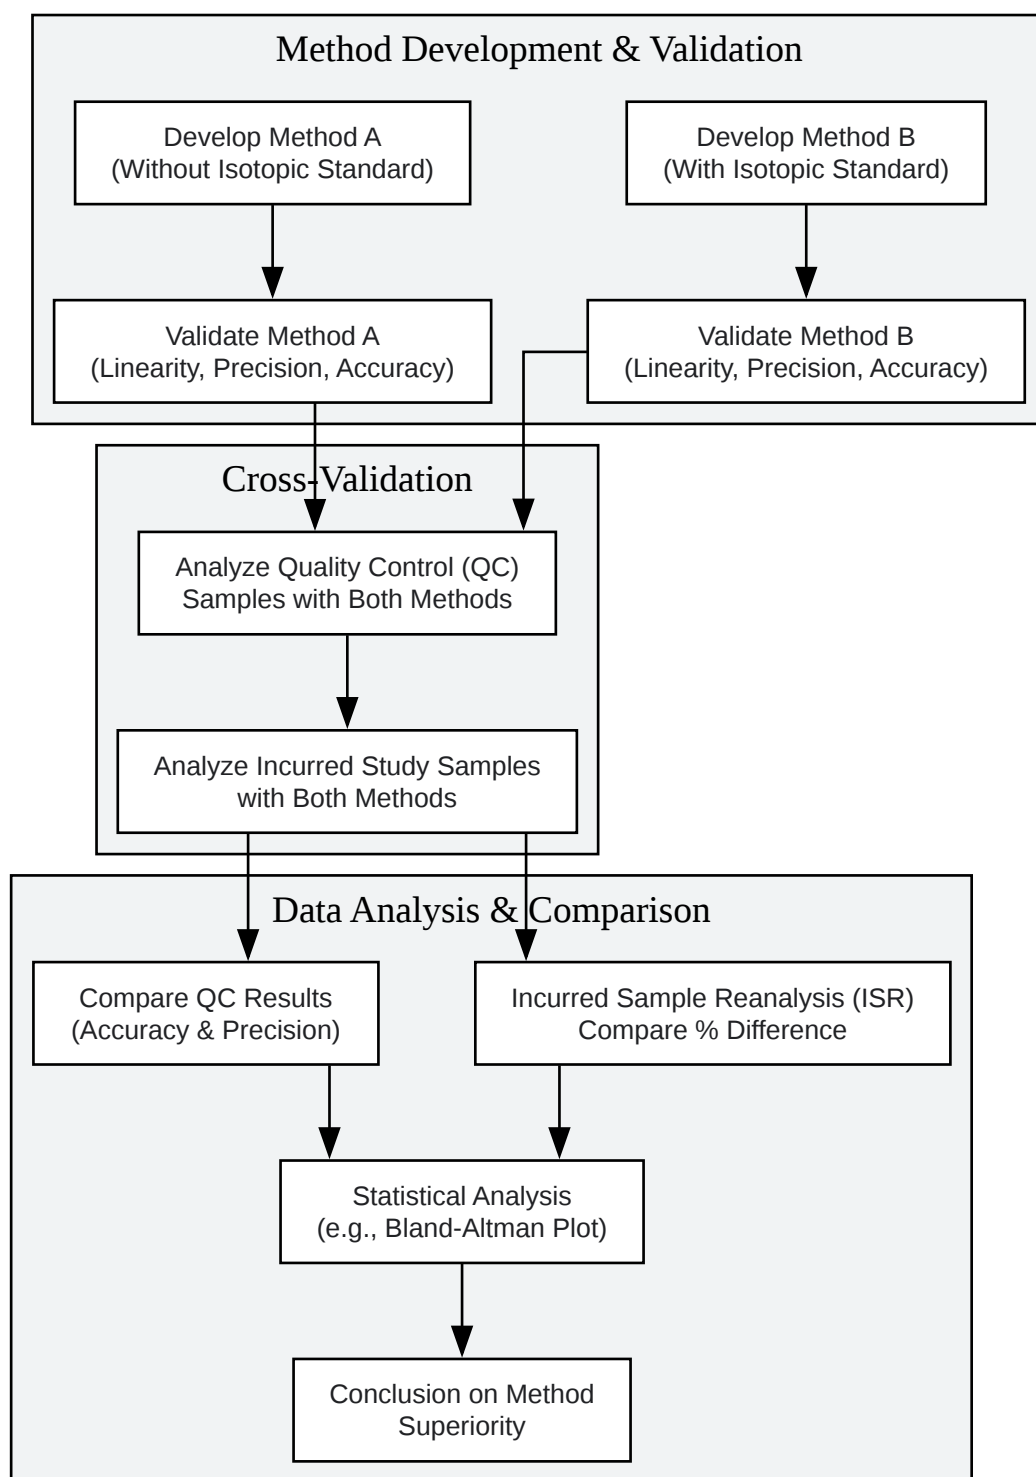 Method Development & Validation
Develop Method A
(Without Isotopic Standard)
Develop Method B
(With Isotopic Standard)
Validate Method A
(Linearity, Precision, Accuracy)
Validate Method B
(Linearity, Precision, Accuracy)
Cross-Validation
Analyze Quality Control (QC)
Samples with Both Methods
Analyze Incurred Study Samples
with Both Methods
Data Analysis & Comparison
Compare QC Results
(Accuracy & Precision)
Incurred Sample Reanalysis (ISR)
Compare % Difference
Statistical Analysis
(e.g., Bland-Altman Plot)
Conclusion on Method
Superiority